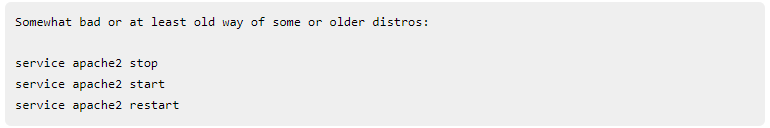 Somewhat bad or at least old way of some or older distros:
service apache2 stop
service apache2 start
service apache2 restart